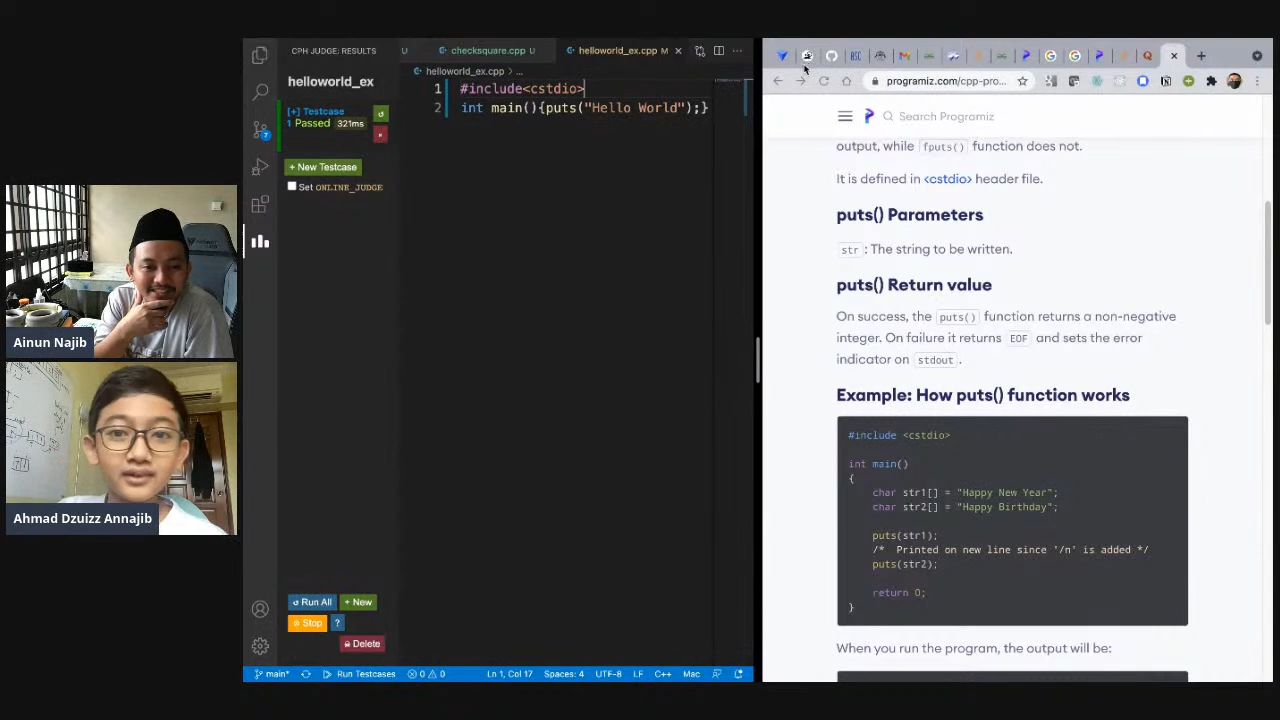 Ainun Najib
Ahmad Dzuizz Annajib
CPH JUDGE: RESULTS
helloworld_ex
[+] Testcase
1 Passed 321ms
+ New Testcase
Set ONLINE_JUDGE
Run All
+ New
Stop
?
Delete
U
checksquare.cpp U
helloworld_ex.cpp M
helloworld_ex.cpp > ...
1 #include<cstdio>
2 int main(){puts("Hello World");}
main*
Run Testcases
0 0
Ln 1, Col 17
Spaces: 4
UTF-8
LF
C++
Mac
7
BSC
programiz.com/cpp-pro...
Search Programiz
output, while fputs() function does not.
It is defined in <cstdio> header file.
puts() Parameters
str : The string to be written.
puts() Return value
On success, the puts() function returns a non-negative
integer. On failure it returns EOF and sets the error
indicator on stdout .
Example: How puts() function works
#include <cstdio>
int main()
{
char str1[] = "Happy New Year";
char str2[] = "Happy Birthday";
puts(str1);
/* Printed on new line since '/n' is added */
puts(str2);
return 0;
}
When you run the program, the output will be: